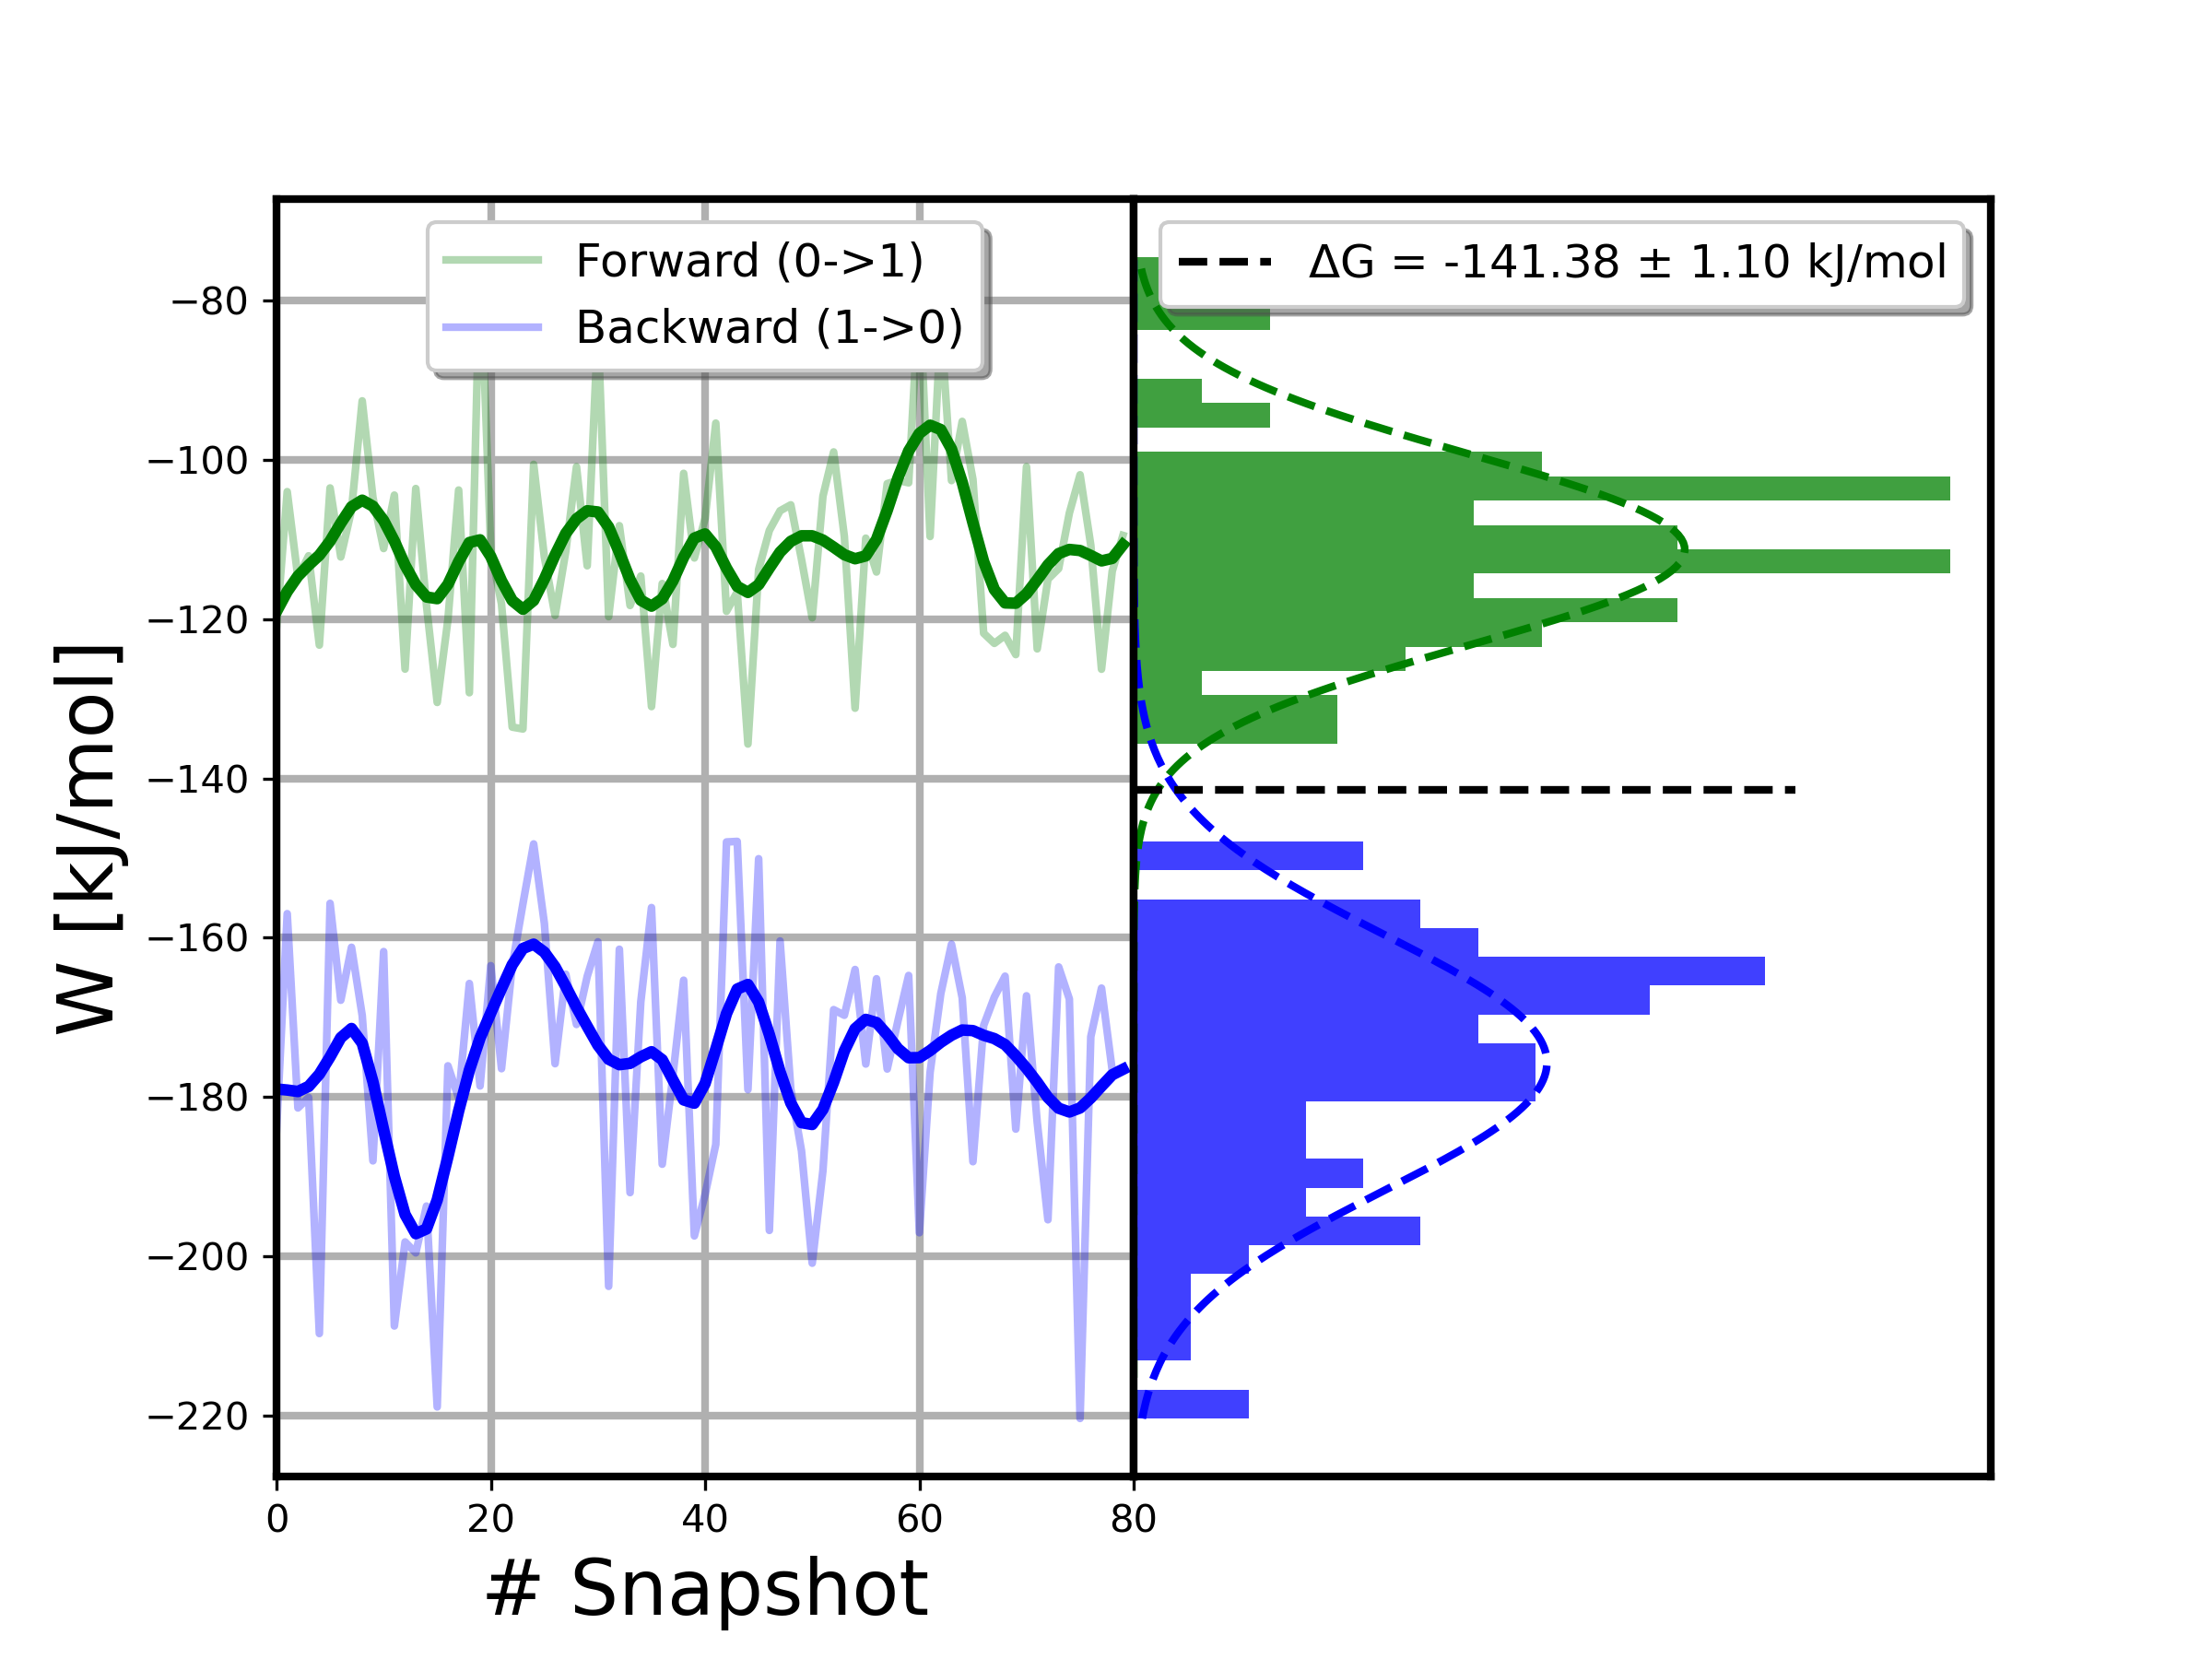 Forward (0->1)
Backward (1->0)
ΔG = -141.38 ± 1.10 kJ/mol
W [kJ/mol]
−80
−100
−120
−140
−160
−180
−200
−220
0 20 40 60 80
# Snapshot